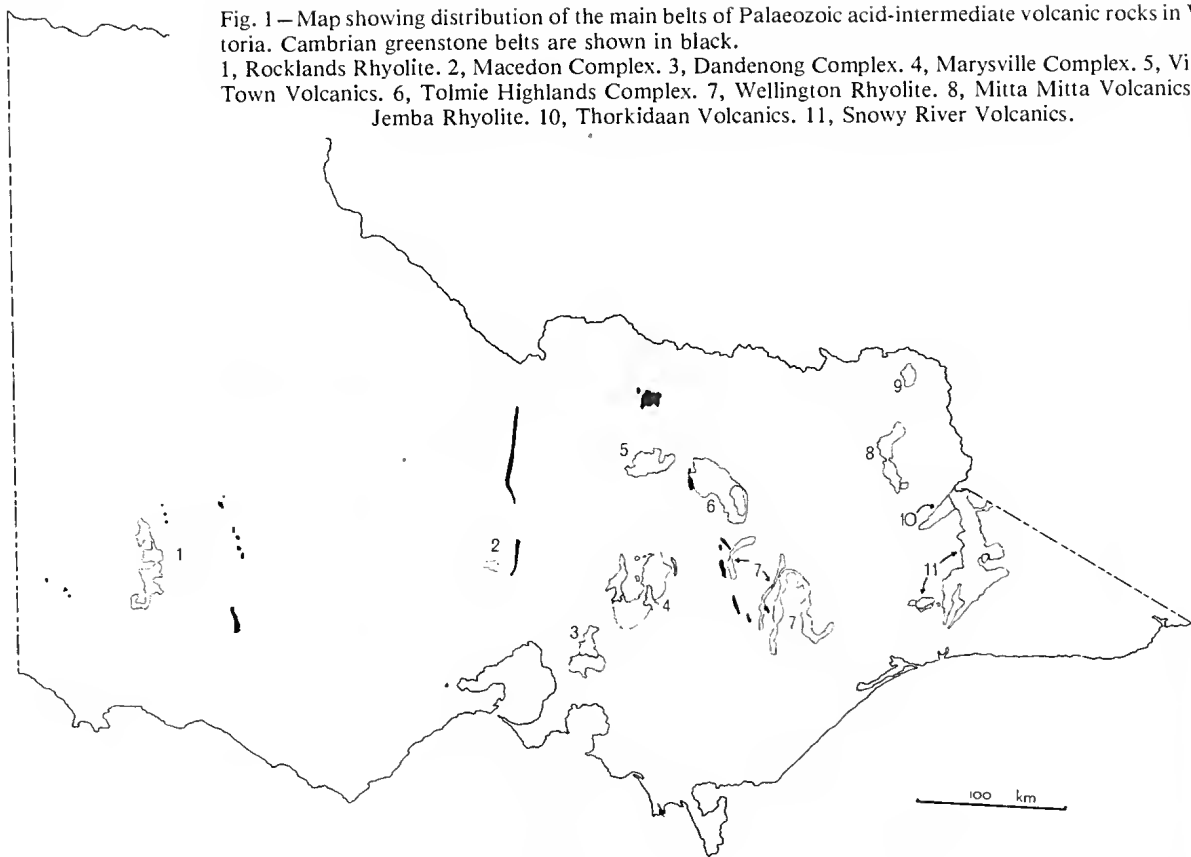 Fig. 1—Map showing distribution of the main belts of Palaeozoic acid-intermediate volcanic rocks in
toria. Cambrian greenstone belts are shown in black.
1, Rocklands Rhyolite. 2, Macedon Complex. 3, Dandenong Complex. 4, Marysville Complex. 5, Vi
Town Volcanics. 6, Tolmie Highlands Complex. 7, Wellington Rhyolite. 8, Mitta Mitta Volcanics
Jemba Rhyolite. 10, Thorkidaan Volcanics. 11, Snowy River Volcanics.
9
5
8
6
10
1
2
7
11
4
7
3
100 km